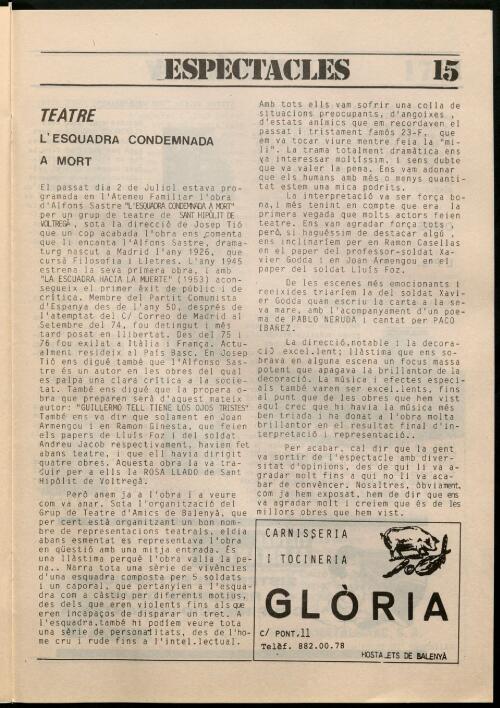 ESPECTACLES 15
TEATRE
L'ESQUADRA CONDEMNADA
A MORT
El passat dia 2 de Juliol estava pro-
gramada en l'Ateneu Familiar l'obra
d'Alfons Sastre "L'ESQUADRA CONDEMNADA A MORT"
per un grup de teatre de SANT HIPÒLIT DE
VOLTREGÀ, sota la direcció de Josep Tió
que un cop acabada l'obra ens comenta
que li encanta l'Alfons Sastre, drama-
turg nascut a Madrid l'any 1926, que
cursà Filosofia i Lletres. L'any 1945
estrena la seva primera obra, i amb
"LA ESCUADRA HACIA LA MUERTE" (1953) acon-
segueix el primer èxit de públic i de
crítica. Membre del Partit Comunista
d'Espanya des de l'any 50, després de
l'atemptat del C/ Correo de Madrid al
Setembre del 74, fou detingut i més
tard posat en llibertat. Des del 75 al
76 fou exilat a Itàlia i França. Actu-
alment resideix al País Basc. En Josep
Tió ens digué també que l'Alfonso Sas-
tre és un autor en les obres del qual
es palpa una clara crítica a la socie-
tat. També ens digué que la propera o-
bra que preparen serà d'aquest mateix
autor: "GUILLERMO TELL TIENE LOS OJOS TRISTES"
També ens va dir que solament en Joan
Armengou i en Ramon Ginesta, que feien
els papers de Lluís Foz i del soldat
Andreu Jacob respectivament, havien fet
abans teatre, i que ell havia dirigit
quatre obres. Aquesta obra la va tra-
duïr per a ells la ROSA LLADO de Sant
Hipòlit de Voltregà.
Però anem ja a l'obra i a veure
com va anar. Sota l'organització del
Grup de Teatre d'Amics de Balenyà, que
per cert està organitzant un bon nom-
bre de representacions teatrals, el dia
abans esmentat es representava l'obra
en qüestió amb una mitja entrada. És
una llàstima perquè l'obra valia la pe-
na.. Narra tota una sèrie de vivències
d'una esquadra composta per 5 soldats
i un caporal, que pertanyien a l'esqua-
dra com a càstig per diferents motius,
des dels que eren violents fins als que
eren incapaços de disparar un tret. A
l'esquadra també hi podíem veure tota
una sèrie de personalitats, des de l'ho-
me cru i rude fins a l'intel.lectual.
Amb tots ells vam sofrir una colla de
situacions preocupants, d'angoixes ,
d'estats anímics que em recordaven el
passat i tristament famós 23-F, que
em va tocar viure mentre feia la "mi-
li". La trama totalment dramàtica ens
va interessar moltíssim, i sens dubte
que va valer la pena. Ens vam adonar
que els humans amb més o menys quanti-
tat estem una mica podrits.
La interpretació va ser força bo-
na,i més tenint en compte que era la
primera vegada que molts actors feien
teatre. Ens van agradar força tots ,
però, si haguéssim de destacar algú ,
ens inclinaríem per en Ramon Casellas
en el paper del professor-soldat Xa-
vier Godda i en Joan Armengou en el
paper del soldat Lluís Foz.
De les escenes més emocionants i
reeixides triaríem la del soldat Xavi-
er Godda quan escriu la carta a la se-
va mare, amb l'acompanyament d'un poe-
ma de PABLO NERUDA i cantat per PACO
IBAÑEZ.
La direcció,notable i la decora-
ció excel.lent; llàstima que ens so-
brava en alguna escena un focus massa
potent que apagava la brillantor de la
decoració. La música i efectes especi-
als també varen ser excel.lents, fins
al punt que de les obres que hem vist
aquí crec que hi havia la música més
ben triada i ha donat a l'obra molta
brillantor en el resultat final d'in-
terpretació i representació..
Per acabar, cal dir que la gent
va sortir de l'espectacle amb diver-
sitat d'opinions, des de qui li va a-
gradar molt fins a qui no li va aca-
bar de convèncer. Nosaltres, òbviament,
com ja hem exposat, hem de dir que ens
va agradar molt i creiem que és de les
millors obres que hem vist.
CARNISSERIA
I TOCINERIA
GLÒRIA
C/ PONT,11
Telèf. 882.00.78
HOSTALETS DE BALENYÀ